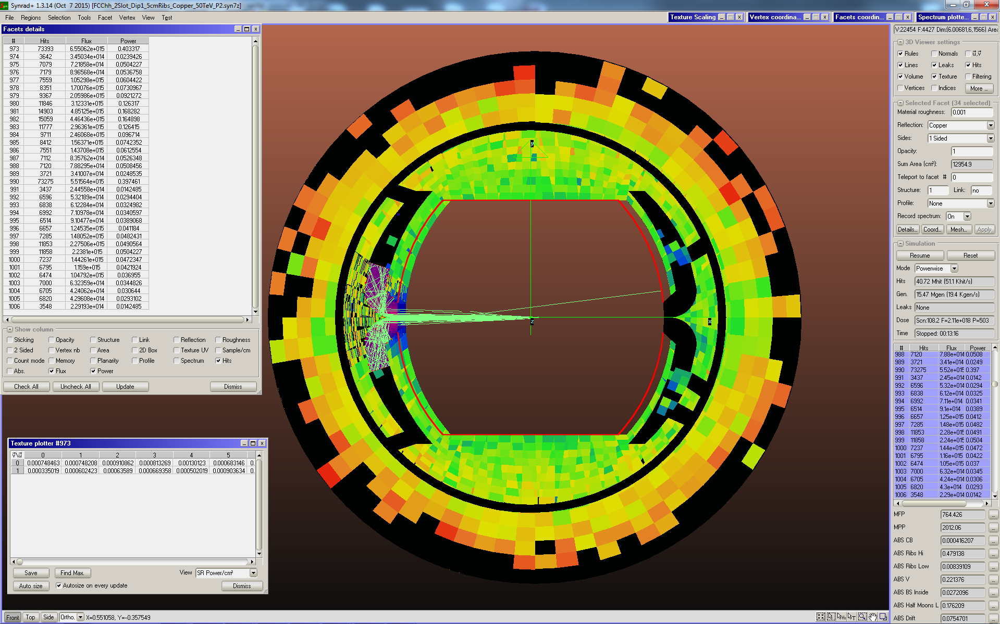 Synrad+ 1.3.14 (Oct  7 2015) [FCChh_2Slot_Dip1_5cmRibs_Copper_50TeV_P2.syn7z]
File Regions Selection Tools Facet Vertex View Test
Texture Scaling
Vertex coordina...
Facets coordin...
Spectrum plotte...
Facets details
# Hits Flux Power
973 73393 6.55062e+015 0.403317
974 3642 3.45034e+014 0.0239426
975 7079 7.21858e+014 0.0504227
976 7179 8.96568e+014 0.0536758
977 7559 1.05298e+015 0.0604422
978 8351 1.70076e+015 0.0730967
979 9367 2.05986e+015 0.0921272
980 11846 3.12331e+015 0.126317
981 14903 4.85125e+015 0.168282
982 15059 4.46436e+015 0.164898
983 11777 2.96361e+015 0.126415
984 9711 2.46068e+015 0.096714
985 8412 1.56371e+015 0.0742352
986 7551 1.43708e+015 0.0612554
987 7112 8.35762e+014 0.0526348
988 7120 7.88295e+014 0.0508456
989 3721 3.41007e+014 0.0248535
990 73275 5.51564e+015 0.397461
991 3437 2.44558e+014 0.0142485
992 6596 5.32189e+014 0.0294404
993 6838 6.12284e+014 0.0324982
994 6992 7.10978e+014 0.0340597
995 6514 9.10477e+014 0.0389068
996 6657 1.24535e+015 0.041184
997 7285 1.48052e+015 0.0482431
998 11853 2.27506e+015 0.0490564
999 11858 2.2381e+015 0.0504227
1000 7237 1.44261e+015 0.0472347
1001 6795 1.159e+015 0.0421924
1002 6474 1.04792e+015 0.036955
1003 7000 6.32359e+014 0.0344826
1004 6705 4.24062e+014 0.030644
1005 6820 4.29608e+014 0.0293102
1006 3548 2.29193e+014 0.0142485
Show column
Sticking Opacity Structure Link Reflection Roughness
2 Sided Vertex nb Area 2D Box Texture UV Sample/cm
Count mode Memory Planarity Profile Spectrum Hits
Abs. Flux Power
Check All Uncheck All Update Dismiss
Texture plotter #973
v\u 0 1 2 3 4 5
0 0.000748463 0.000748208 0.000910862 0.000813269 0.00130123 0.000683146 0.
1 0.000335019 0.000602423 0.00063589 0.000669358 0.000502019 0.000903634 0.
Save Find Max. View SR Power/cm²
Auto size Autosize on every update Dismiss
y
z
x
Front Top Side Ortho. X=0.551058, Y=-0.357549
V:22454 F:4427 Dim:(6.00681,6,1566) Area
3D Viewer settings
Rules Normals u,v
Lines Leaks Hits
Volume Texture Filtering
Vertices Indices More ...
Selected Facet (34 selected)
Material roughness: 0.001
Reflection: Copper
Sides: 1 Sided
Opacity: 1
Sum Area (cm²): 12954.9
Teleport to facet # 0
Structure: 1 Link: no
Profile: None
Record spectrum: On
Details... Coord... Mesh... Apply
Simulation
Resume Reset
Mode Powerwise
Hits 40.72 Mhit (51.1 Khit/s)
Gen. 15.47 Mgen (19.4 Kgen/s)
Leaks None
Dose Scn:108.2 F=2.11e+018 P=503
Time Stopped: 00:13:16
# Hits Flux Power
988 7120 7.88e+014 0.0508
989 3721 3.41e+014 0.0249
990 73275 5.52e+015 0.397
991 3437 2.45e+014 0.0142
992 6596 5.32e+014 0.0294
993 6838 6.12e+014 0.0325
994 6992 7.11e+014 0.0341
995 6514 9.1e+014 0.0389
996 6657 1.25e+015 0.0412
997 7285 1.48e+015 0.0482
998 11853 2.28e+015 0.0491
999 11858 2.24e+015 0.0504
1000 7237 1.44e+015 0.0472
1001 6795 1.16e+015 0.0422
1002 6474 1.05e+015 0.037
1003 7000 6.32e+014 0.0345
1004 6705 4.24e+014 0.0306
1005 6820 4.3e+014 0.0293
1006 3548 2.29e+014 0.0142
MFP 764.426 ...
MPP 2012.06 ...
ABS CB 0.000416207 ...
ABS Ribs Hi 0.479138 ...
ABS Ribs Low 0.00839109 ...
ABS V 0.221376 ...
ABS BS Inside 0.0272096 ...
ABS Half Moons L 0.176209 ...
ABS Drift 0.0754701 ...